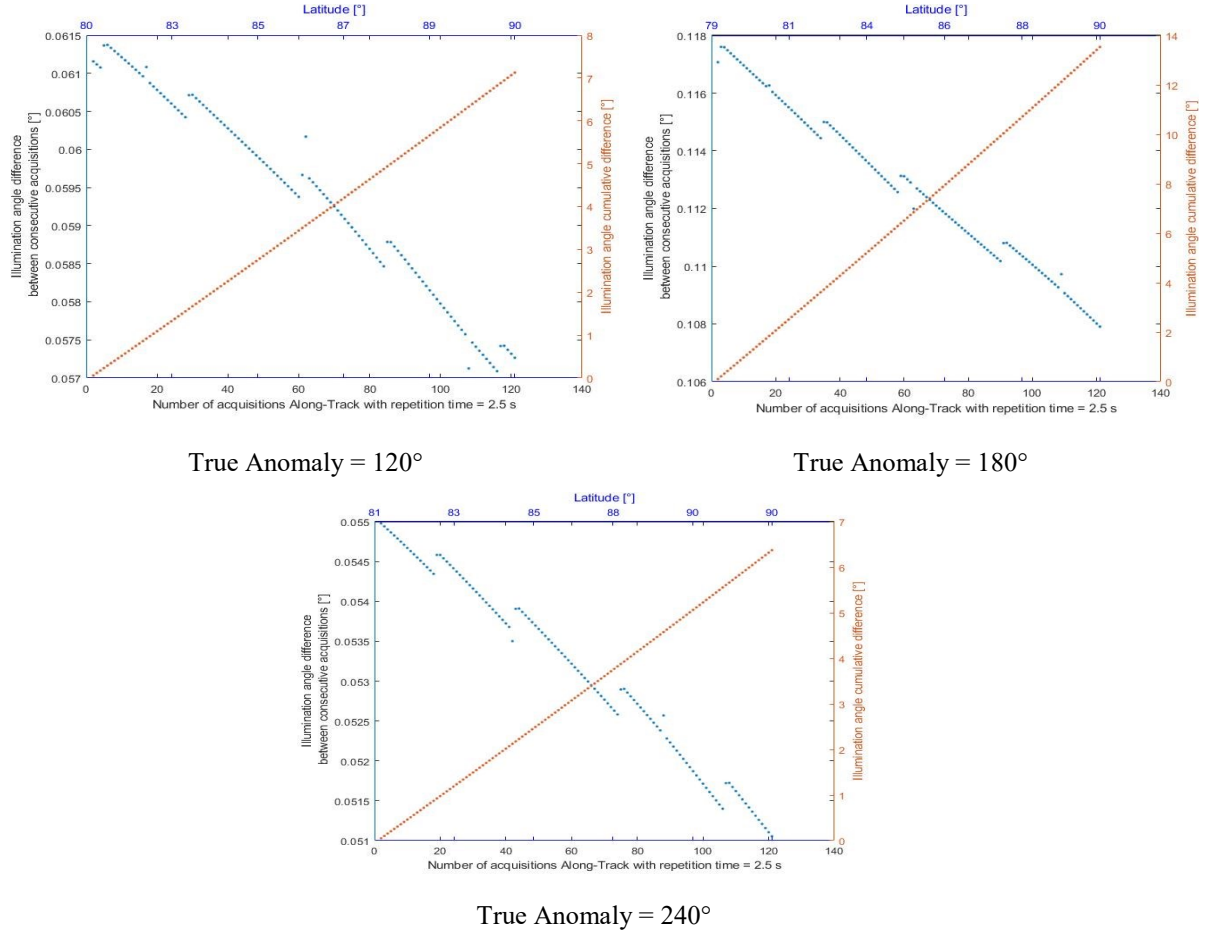 Latitude [°]
80 83 85 87 89 90
0.0615
0.061
0.0605
0.06
0.0595
0.059
0.0585
0.058
0.0575
0.057
Illumination angle difference
between consecutive acquisitions [°]
8
7
6
5
4
3
2
1
0
Illumination angle cumulative difference [°]
0 20 40 60 80 100 120 140
Number of acquisitions Along-Track with repetition time = 2.5 s
True Anomaly = 120°
Latitude [°]
79 81 82 84 86 88 90
0.118
0.116
0.114
0.112
0.11
0.108
0.106
Illumination angle difference
between consecutive acquisitions [°]
14
12
10
8
6
4
2
0
Illumination angle cumulative difference [°]
0 20 40 60 80 100 120 140
Number of acquisitions Along-Track with repetition time = 2.5 s
True Anomaly = 180°
Latitude [°]
81 83 85 88 90 90
0.055
0.0545
0.054
0.0535
0.053
0.0525
0.052
0.0515
0.051
Illumination angle difference
between consecutive acquisitions [°]
7
6
5
4
3
2
1
0
Illumination angle cumulative difference [°]
0 20 40 60 80 100 120 140
Number of acquisitions Along-Track with repetition time = 2.5 s
True Anomaly = 240°